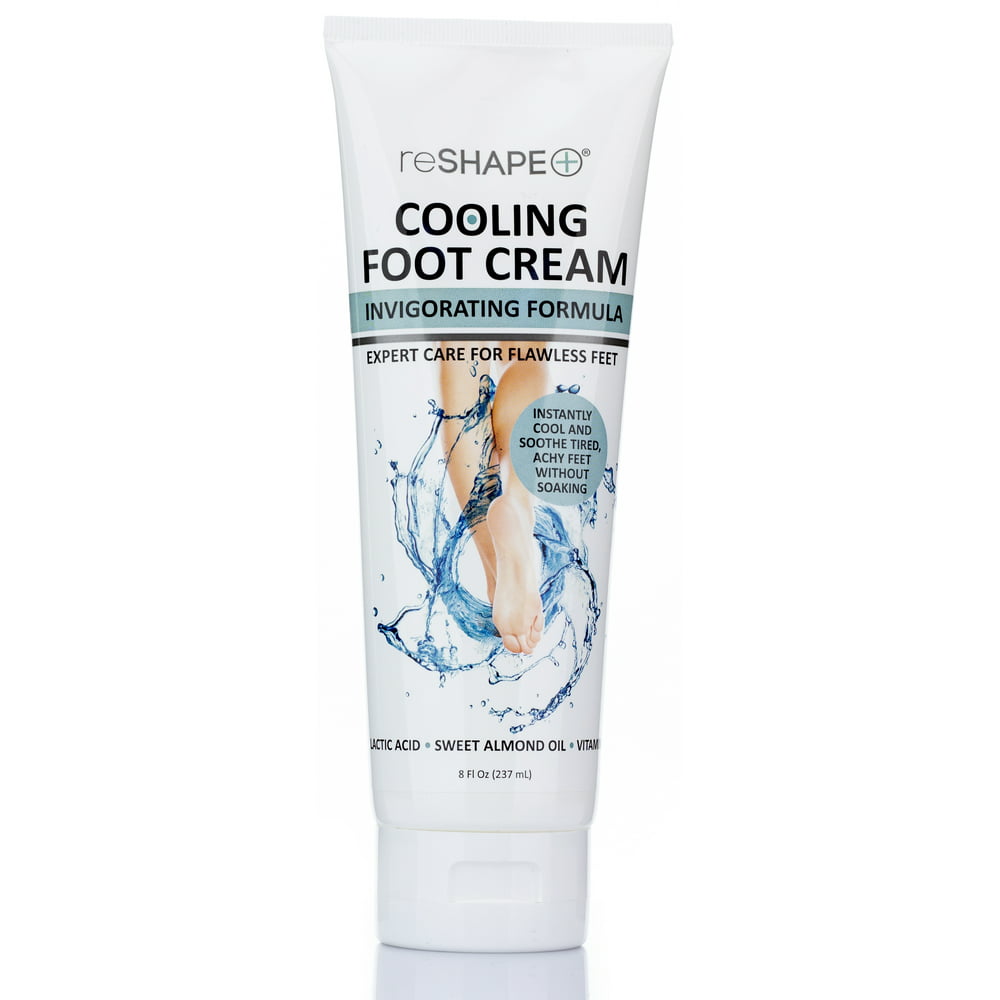 reSHAPE+®
COOLING
FOOT CREAM
INVIGORATING FORMULA
EXPERT CARE FOR FLAWLESS FEET
INSTANTLY
COOL AND
SOOTHE TIRED,
ACHY FEET
WITHOUT
SOAKING
LACTIC ACID • SWEET ALMOND OIL •
8 Fl Oz (237 mL)